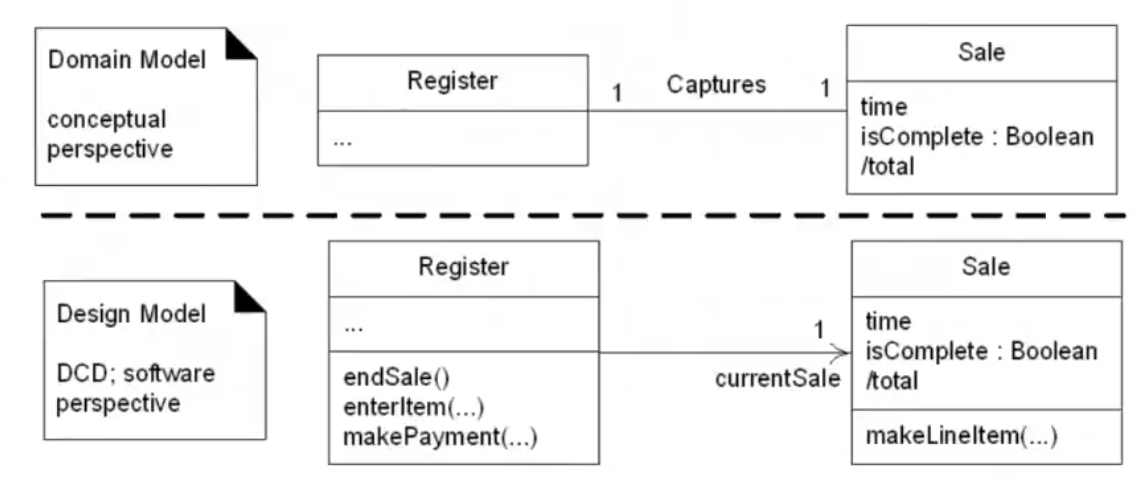 Domain Model
conceptual
perspective
Register
...
1 Captures 1
Sale
time
isComplete : Boolean
/total
Design Model
DCD; software
perspective
Register
...
endSale()
enterItem(...)
makePayment(...)
1
currentSale
Sale
time
isComplete : Boolean
/total
makeLineItem(...)